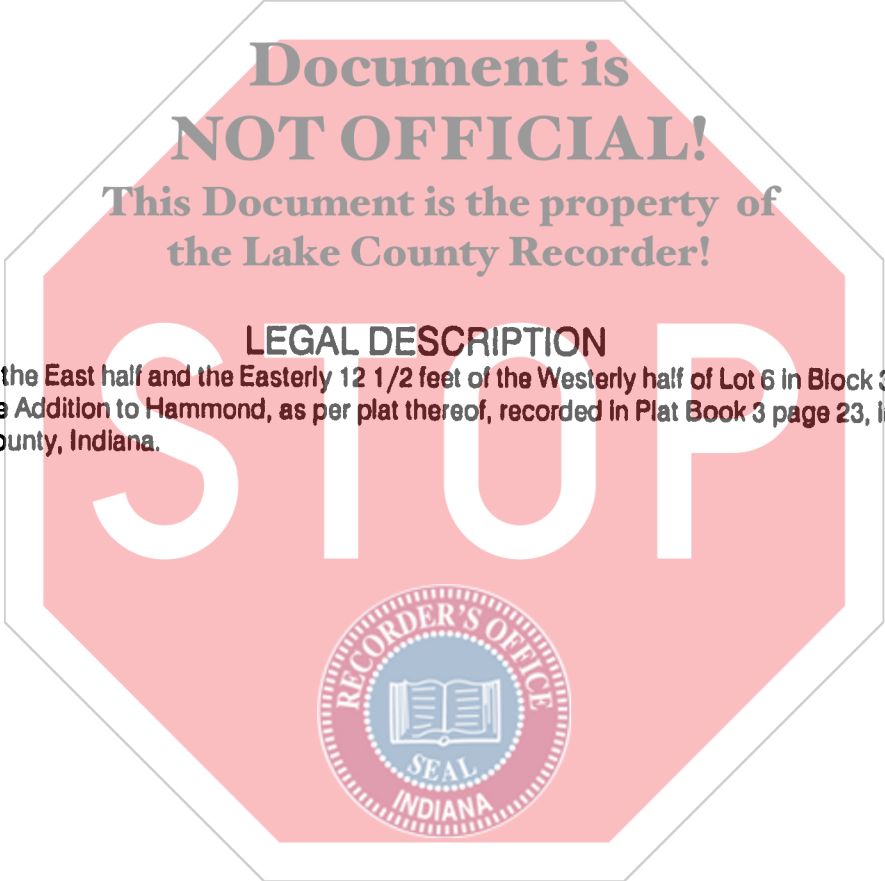 Document is
NOT OFFICIAL!
This Document is the property of
the Lake County Recorder!
LEGAL DESCRIPTION
the East half and the Easterly 12 1/2 feet of the Westerly half of Lot 6 in Block 3
Addition to Hammond, as per plat thereof, recorded in Plat Book 3 page 23,
unty, Indiana.
STOP
RECORDER'S OFFICE
SEAL
INDIANA